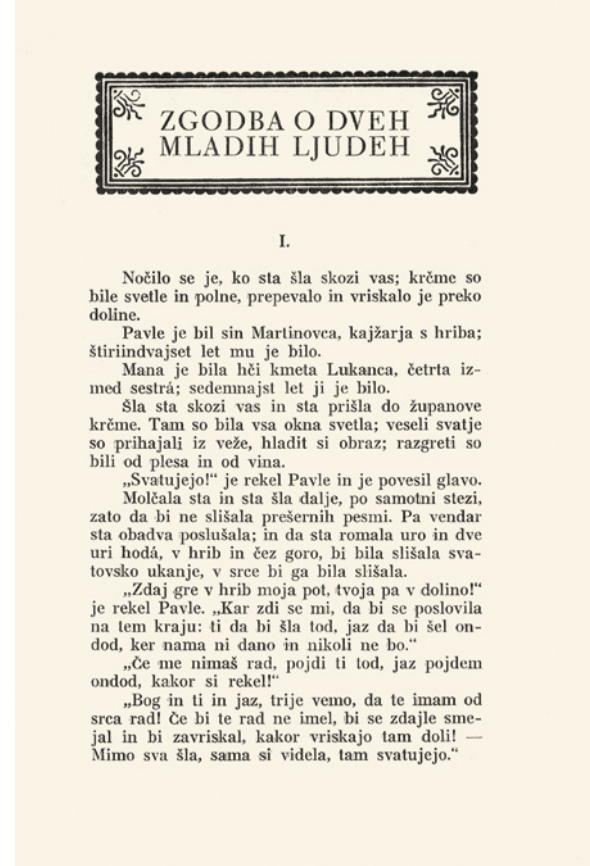 ZGODBA O DVEH
MLADIH LJUDEH
I.
Nočilo se je, ko sta šla skozi vas; krčme so
bile svetle in polne, prepevalo in vriskalo je preko
doline.
Pavle je bil sin Martinovca, kajžarja s hriba;
štiriindvajset let mu je bilo.
Mana je bila hči kmeta Lukanca, četrta iz-
med sestrá; sedemnajst let ji je bilo.
Šla sta skozi vas in sta prišla do županove
krčme. Tam so bila vsa okna svetla; veseli svatje
so prihajali iz veže, hladit si obraz; razgreti so
bili od plesa in od vina.
„Svatujejo!“ je rekel Pavle in je povesil glavo.
Molčala sta in sta šla dalje, po samotni stezi,
zato da bi ne slišala prešernih pesmi. Pa vendar
sta obadva poslušala; in da sta romala uro in dve
uri hodá, v hrib in čez goro, bi bila slišala sva-
tovsko ukanje, v srce bi ga bila slišala.
„Zdaj gre v hrib moja pot, tvoja pa v dolino!“
je rekel Pavle. „Kar zdi se mi, da bi se poslovila
na tem kraju: ti da bi šla tod, jaz da bi šel on-
dod, ker nama ni dano in nikoli ne bo.“
„Če me nimaš rad, pojdi ti tod, jaz pojdem
ondod, kakor si rekel!“
„Bog in ti in jaz, trije vemo, da te imam od
srca rad! Če bi te rad ne imel, bi se zdajle sme-
jal in bi zavriskal, kakor vriskajo tam doli! —
Mimo sva šla, sama si videla, tam svatujejo.“